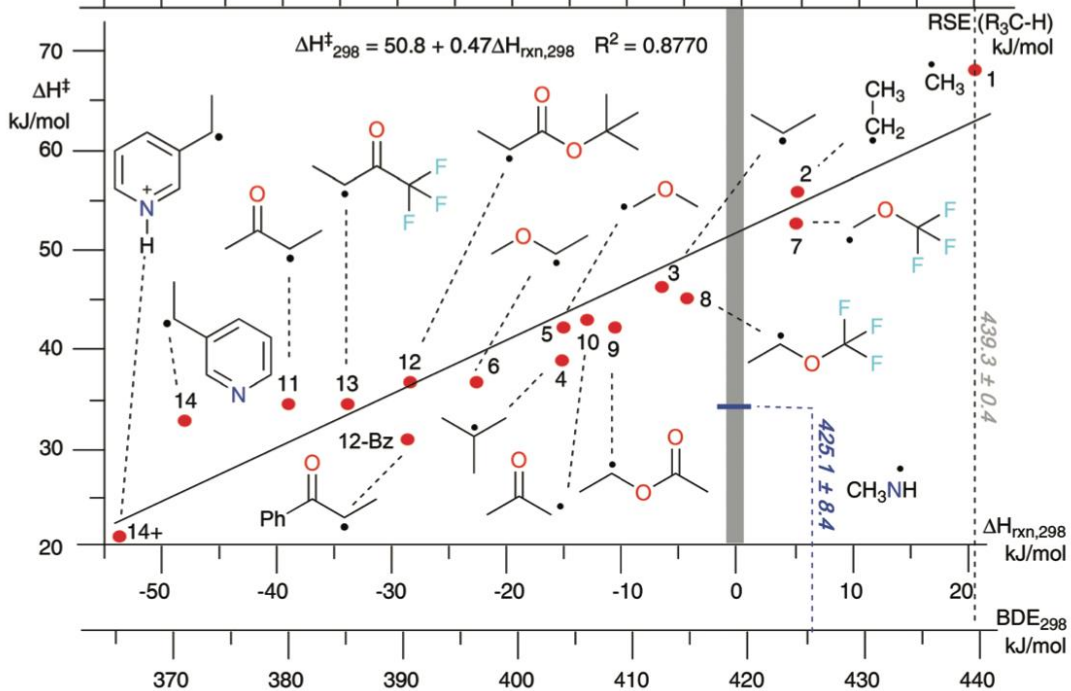 RSE (R₃C-H)
kJ/mol
ΔH‡₂₉₈ = 50.8 + 0.47ΔHrxn,298 R² = 0.8770
ΔH‡
kJ/mol
70
60
50
40
30
20
•CH₃
1
CH₃
CH₂
2
7
3
8
5
10
9
4
6
12
12-Bz
13
11
14
14+
N
+
H
O
O
F
F
F
O
O
O
O
O
F
F
F
F
F
F
O
N
O
Ph
O
O
O
CH₃NH
439.3 ± 0.4
425.1 ± 8.4
ΔHrxn,298
kJ/mol
-50 -40 -30 -20 -10 0 10 20
BDE₂₉₈
kJ/mol
370 380 390 400 410 420 430 440